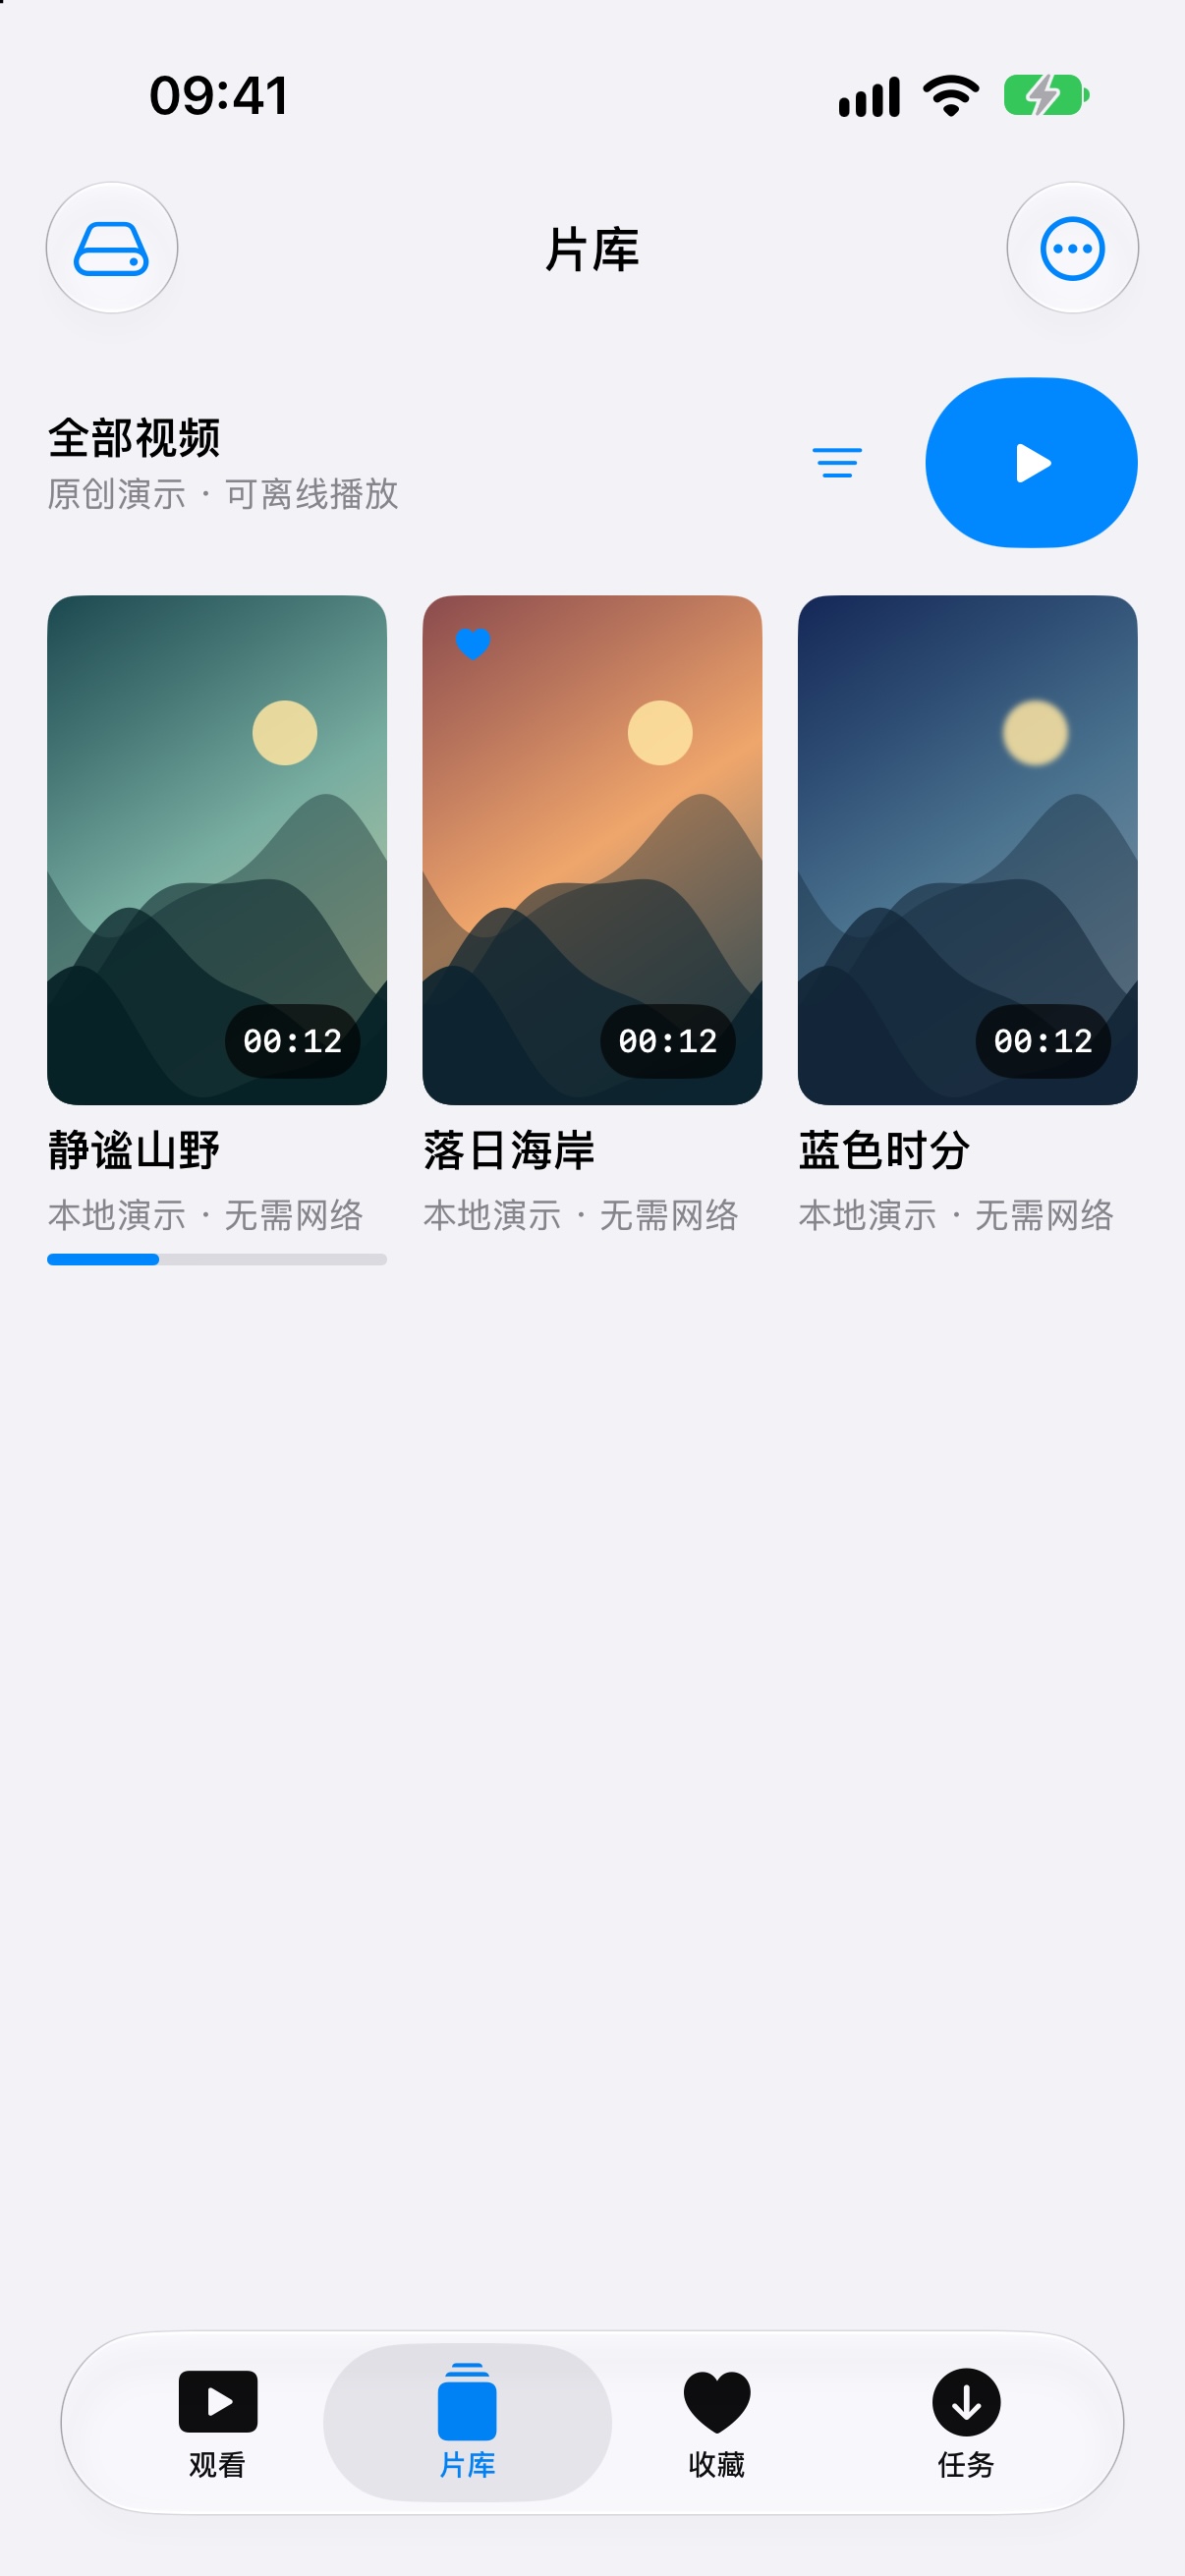 09:41
片库
全部视频
原创演示 · 可离线播放
00:12
00:12
00:12
静谧山野
落日海岸
蓝色时分
本地演示 · 无需网络
本地演示 · 无需网络
本地演示 · 无需网络
观看
片库
收藏
任务